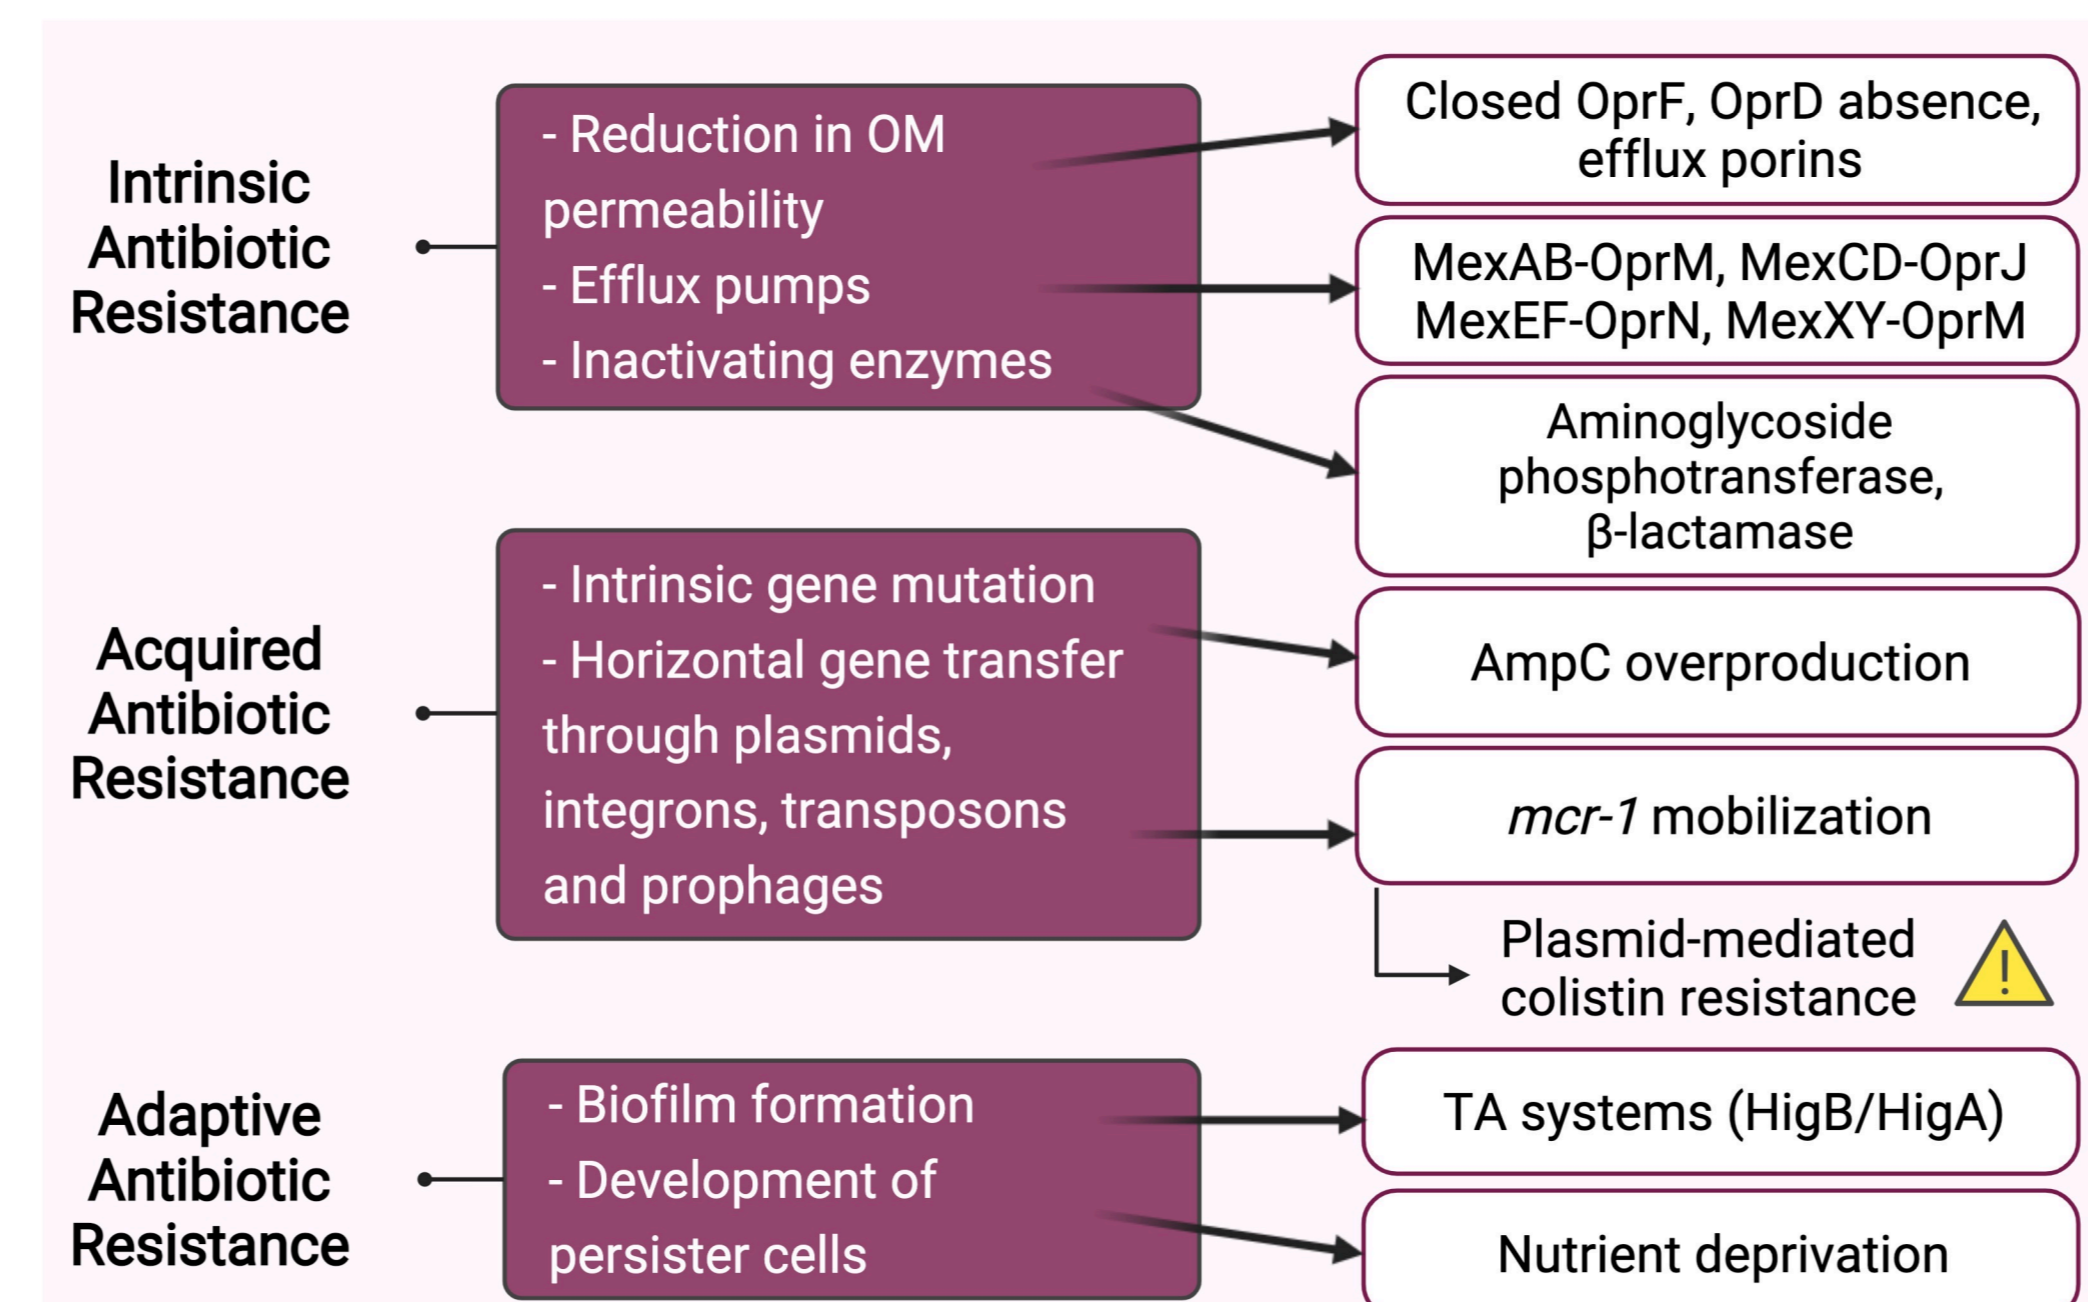 Intrinsic
Antibiotic
Resistance
- Reduction in OM
permeability
- Efflux pumps
- Inactivating enzymes
Closed OprF, OprD absence,
efflux porins
MexAB-OprM, MexCD-OprJ
MexEF-OprN, MexXY-OprM
Aminoglycoside
phosphotransferase,
β-lactamase
Acquired
Antibiotic
Resistance
- Intrinsic gene mutation
- Horizontal gene transfer
through plasmids,
integrons, transposons
and prophages
AmpC overproduction
mcr-1 mobilization
Plasmid-mediated
colistin resistance
!
Adaptive
Antibiotic
Resistance
- Biofilm formation
- Development of
persister cells
TA systems (HigB/HigA)
Nutrient deprivation